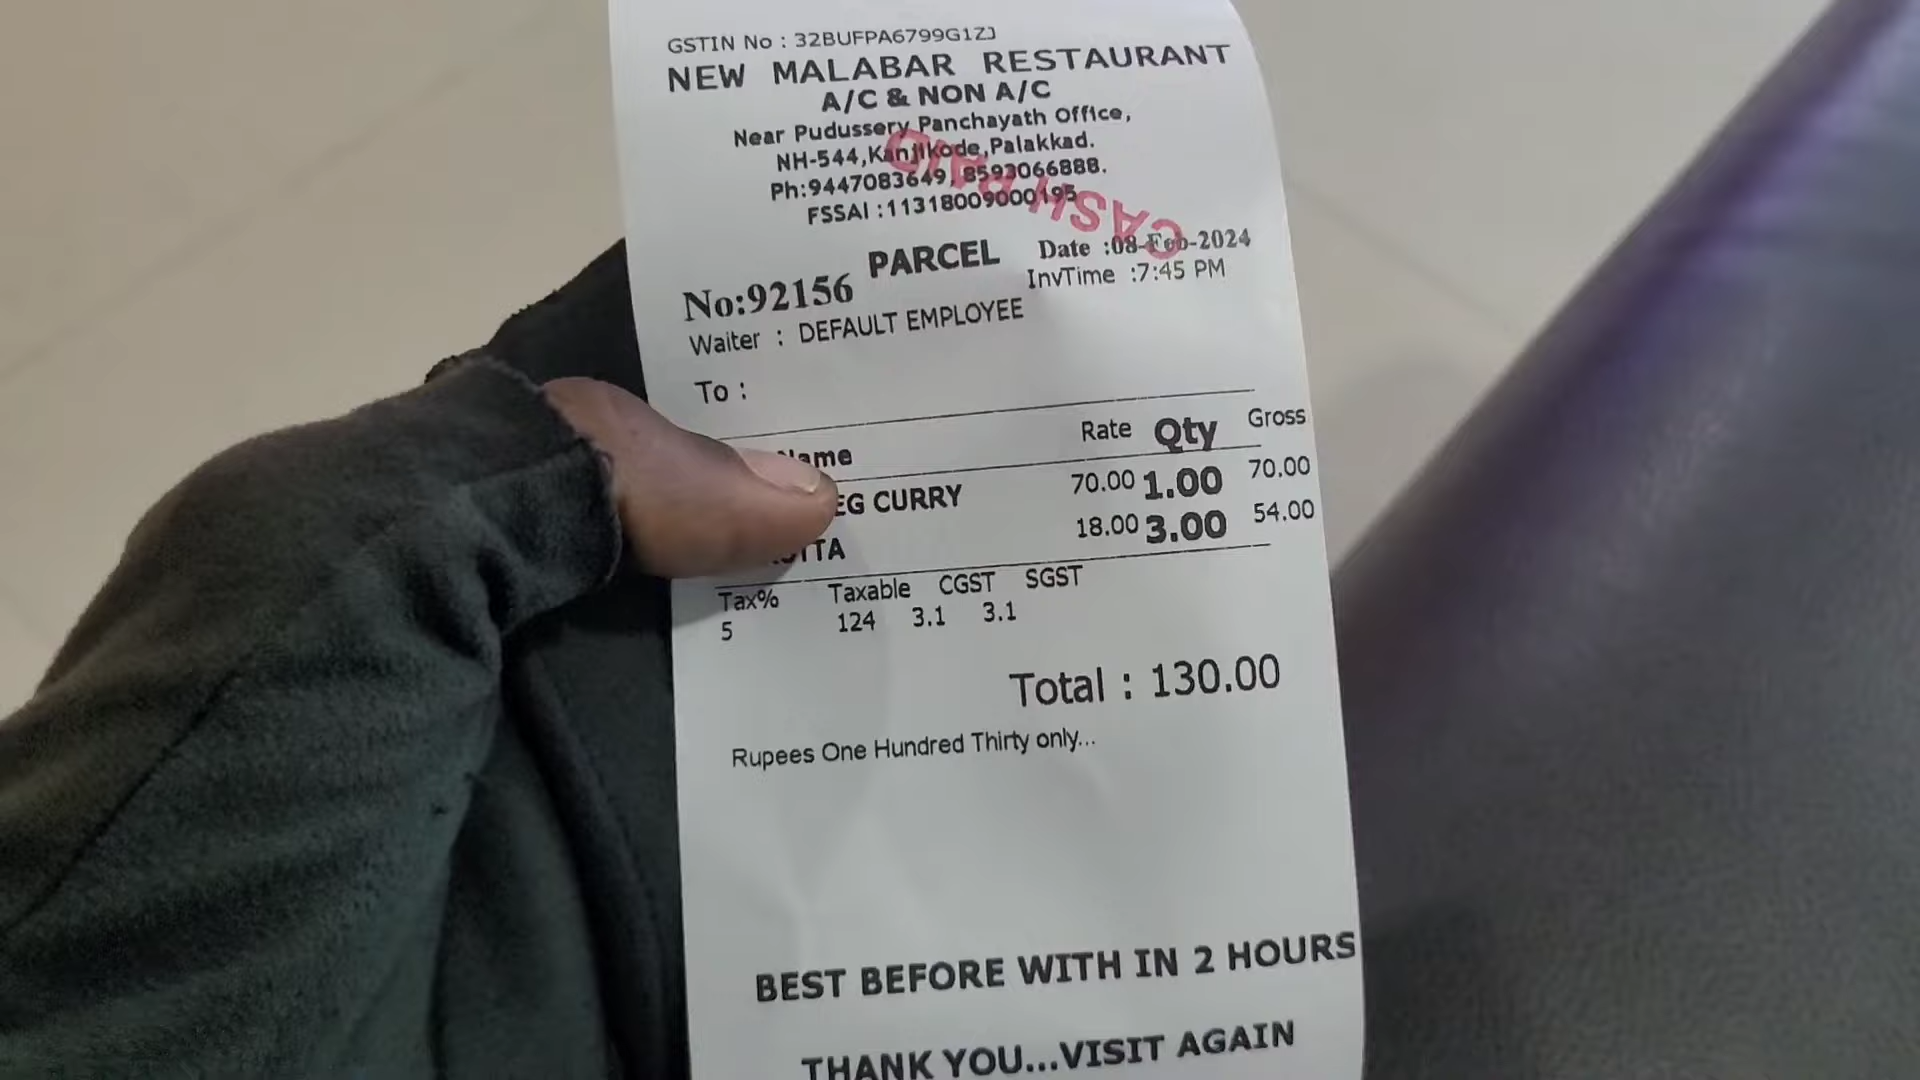 GSTIN No : 32BUFPA6799G1ZJ
NEW MALABAR RESTAURANT
A/C & NON A/C
Near Pudussery Panchayath Office,
NH-544,Kanjikode,Palakkad.
Ph:9447083649, 8593066888.
FSSAI :11318009000195
CASH PAID
PARCEL Date :08-Feb-2024
No:92156 InvTime :7:45 PM
Waiter : DEFAULT EMPLOYEE
To :
Rate Qty Gross
CURRY 70.00 1.00 70.00
18.00 3.00 54.00
Tax% Taxable CGST SGST
5 124 3.1 3.1
Total : 130.00
Rupees One Hundred Thirty only...
BEST BEFORE WITH IN 2 HOURS
THANK YOU...VISIT AGAIN